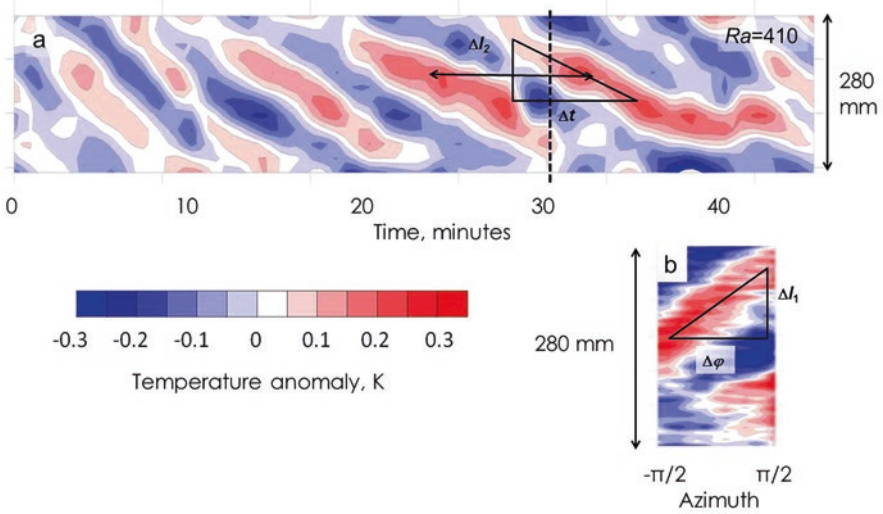 a
Δl₂
Ra=410
Δt
280
mm
0 10 20 30 40
Time, minutes
b
Δl₁
280 mm
Δφ
-0.3 -0.2 -0.1 0 0.1 0.2 0.3
Temperature anomaly, K
-π/2 π/2
Azimuth